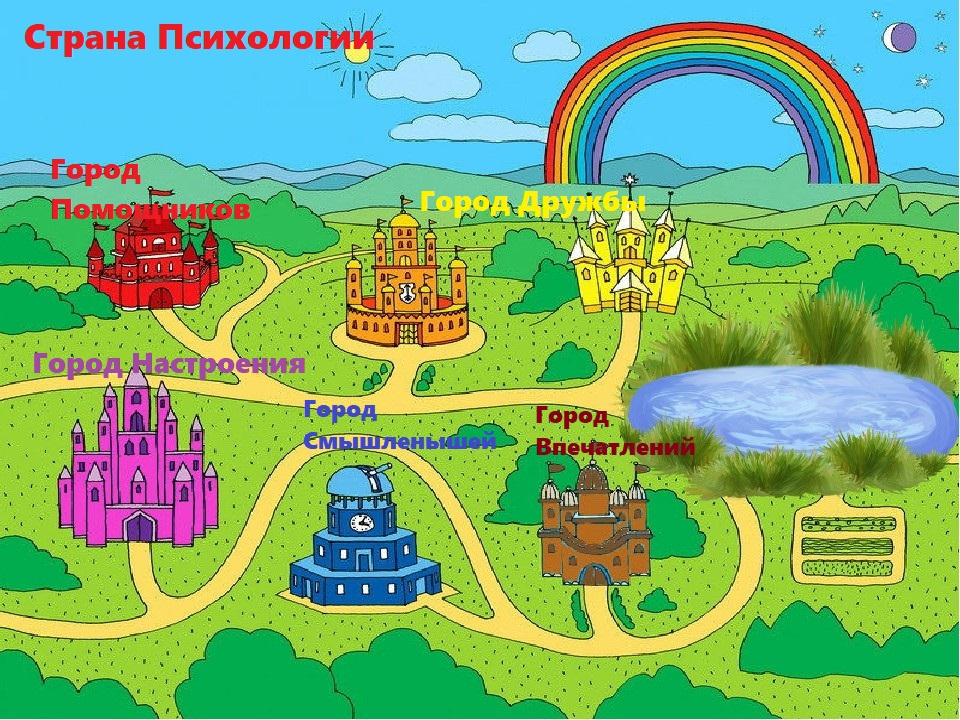 Страна Психологии
Город
Помощников
Город Дружбы
Город Настроения
Город
Смышленышей
Город
Впечатлений